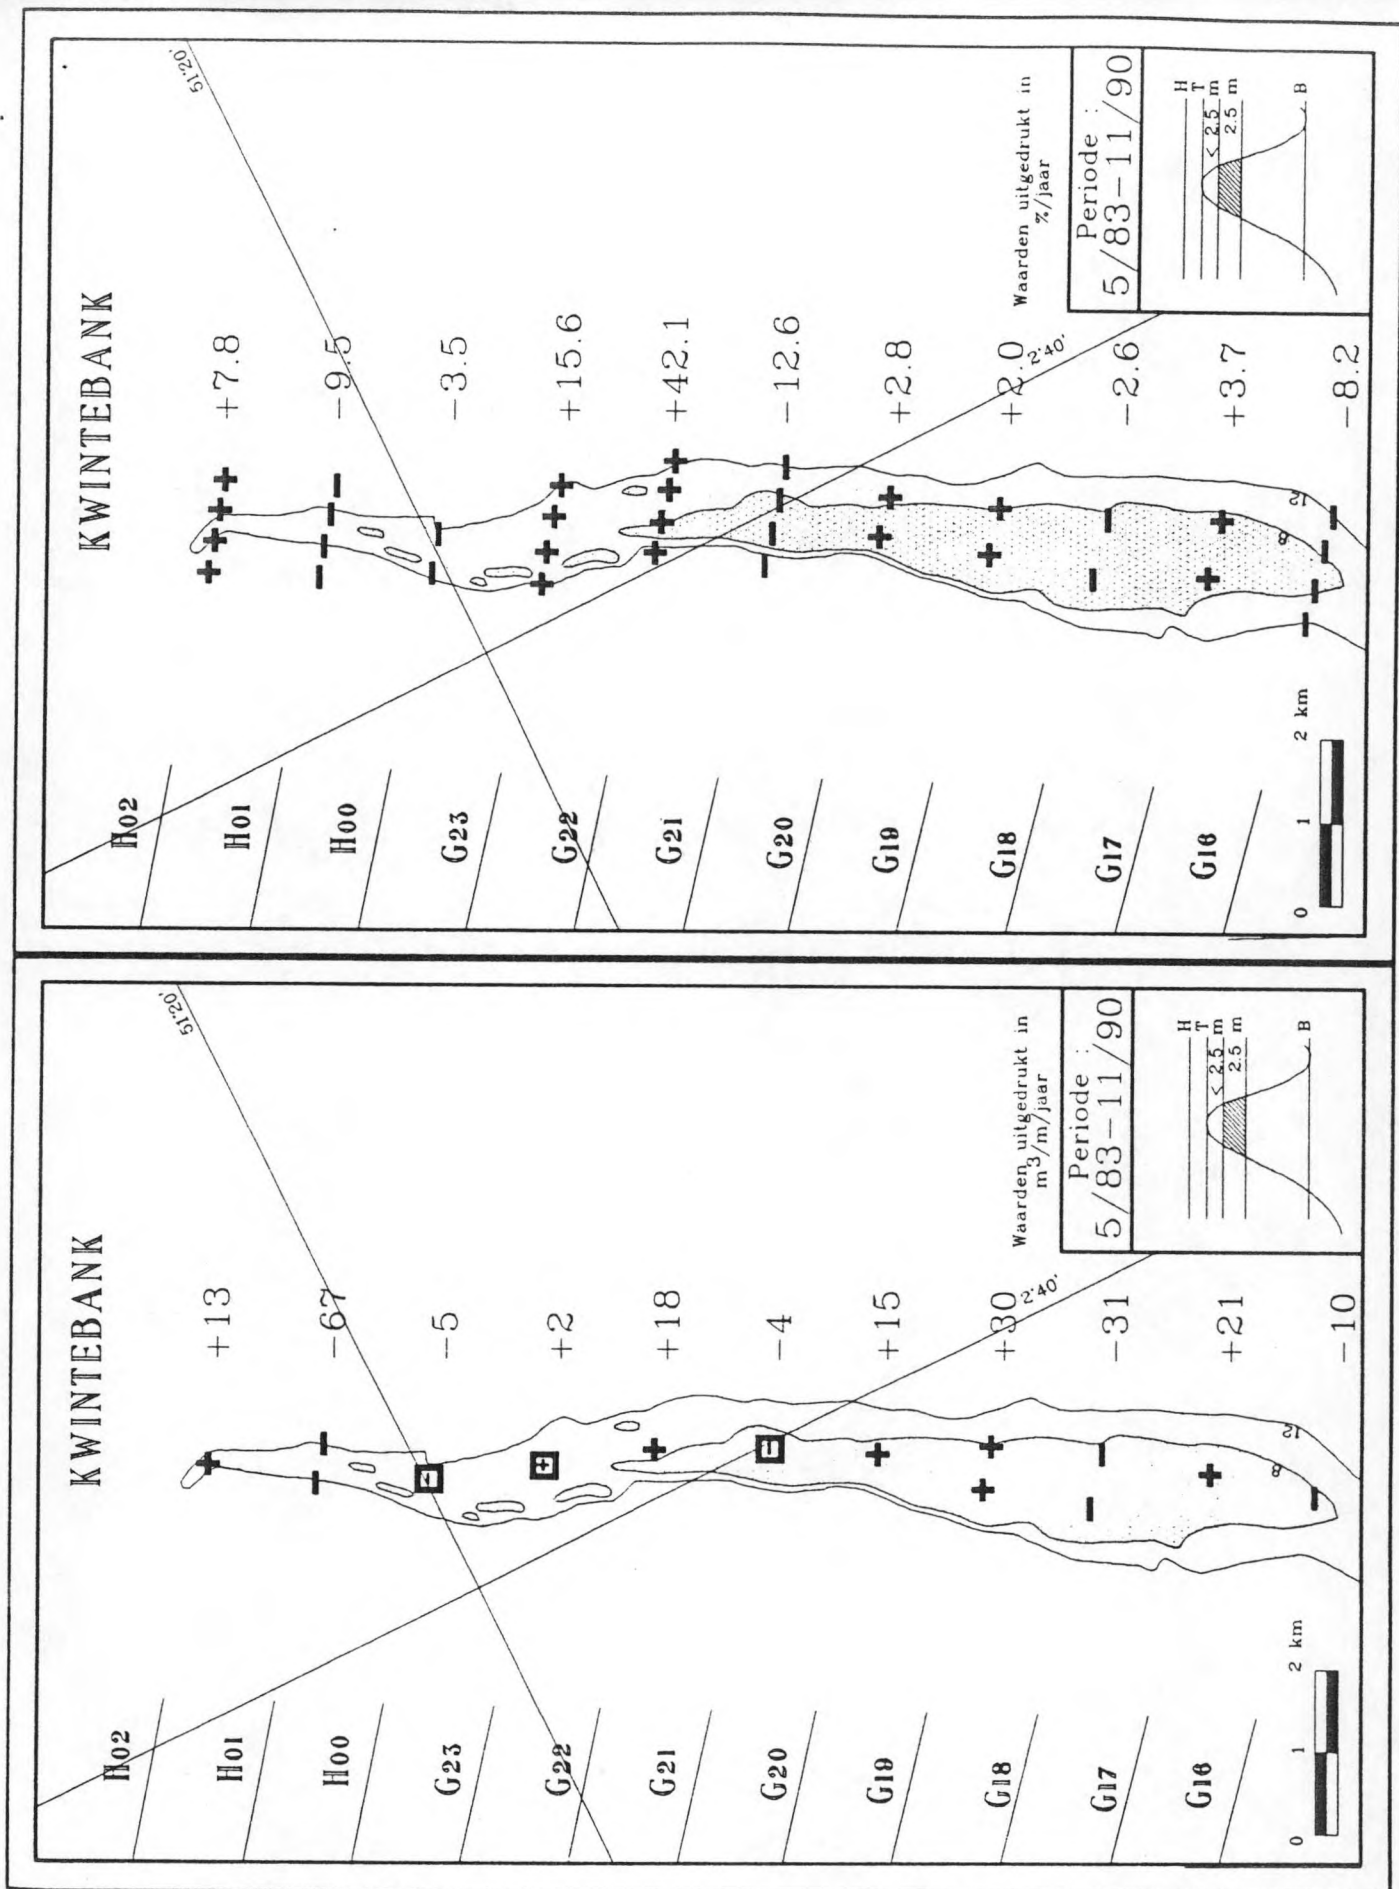 KWINTEBANK
51°20'
+7.8
-9.5
-3.5
+15.6
+42.1
-12.6
+2.8
+2.0
-2.6
+3.7
-8.2
2°40'
12
8
H02
H01
H00
G23
G22
G21
G20
G19
G18
G17
G16
0 1 2 km
Waarden uitgedrukt in
%/jaar
Periode :
5/83-11/90
H
T
< 2.5 m
2.5 m
B
KWINTEBANK
51°20'
+13
-67
-5
+2
+18
-4
+15
+30
-31
+21
-10
2°40'
12
8
H02
H01
H00
G23
G22
G21
G20
G19
G18
G17
G16
0 1 2 km
Waarden uitgedrukt in
m³/m/jaar
Periode :
5/83-11/90
H
T
< 2.5 m
2.5 m
B